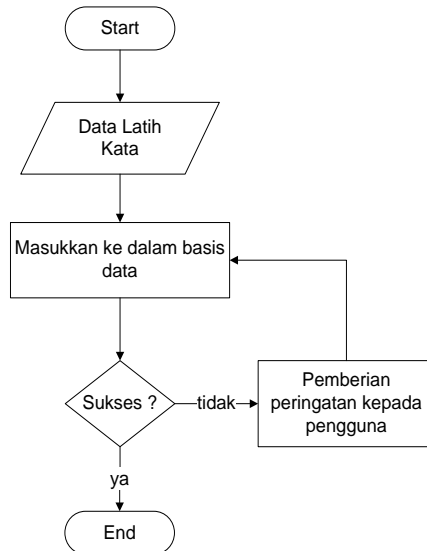 Start
Data Latih
Kata
Masukkan ke dalam basis
data
Sukses ?
tidak
Pemberian
peringatan kepada
pengguna
ya
End